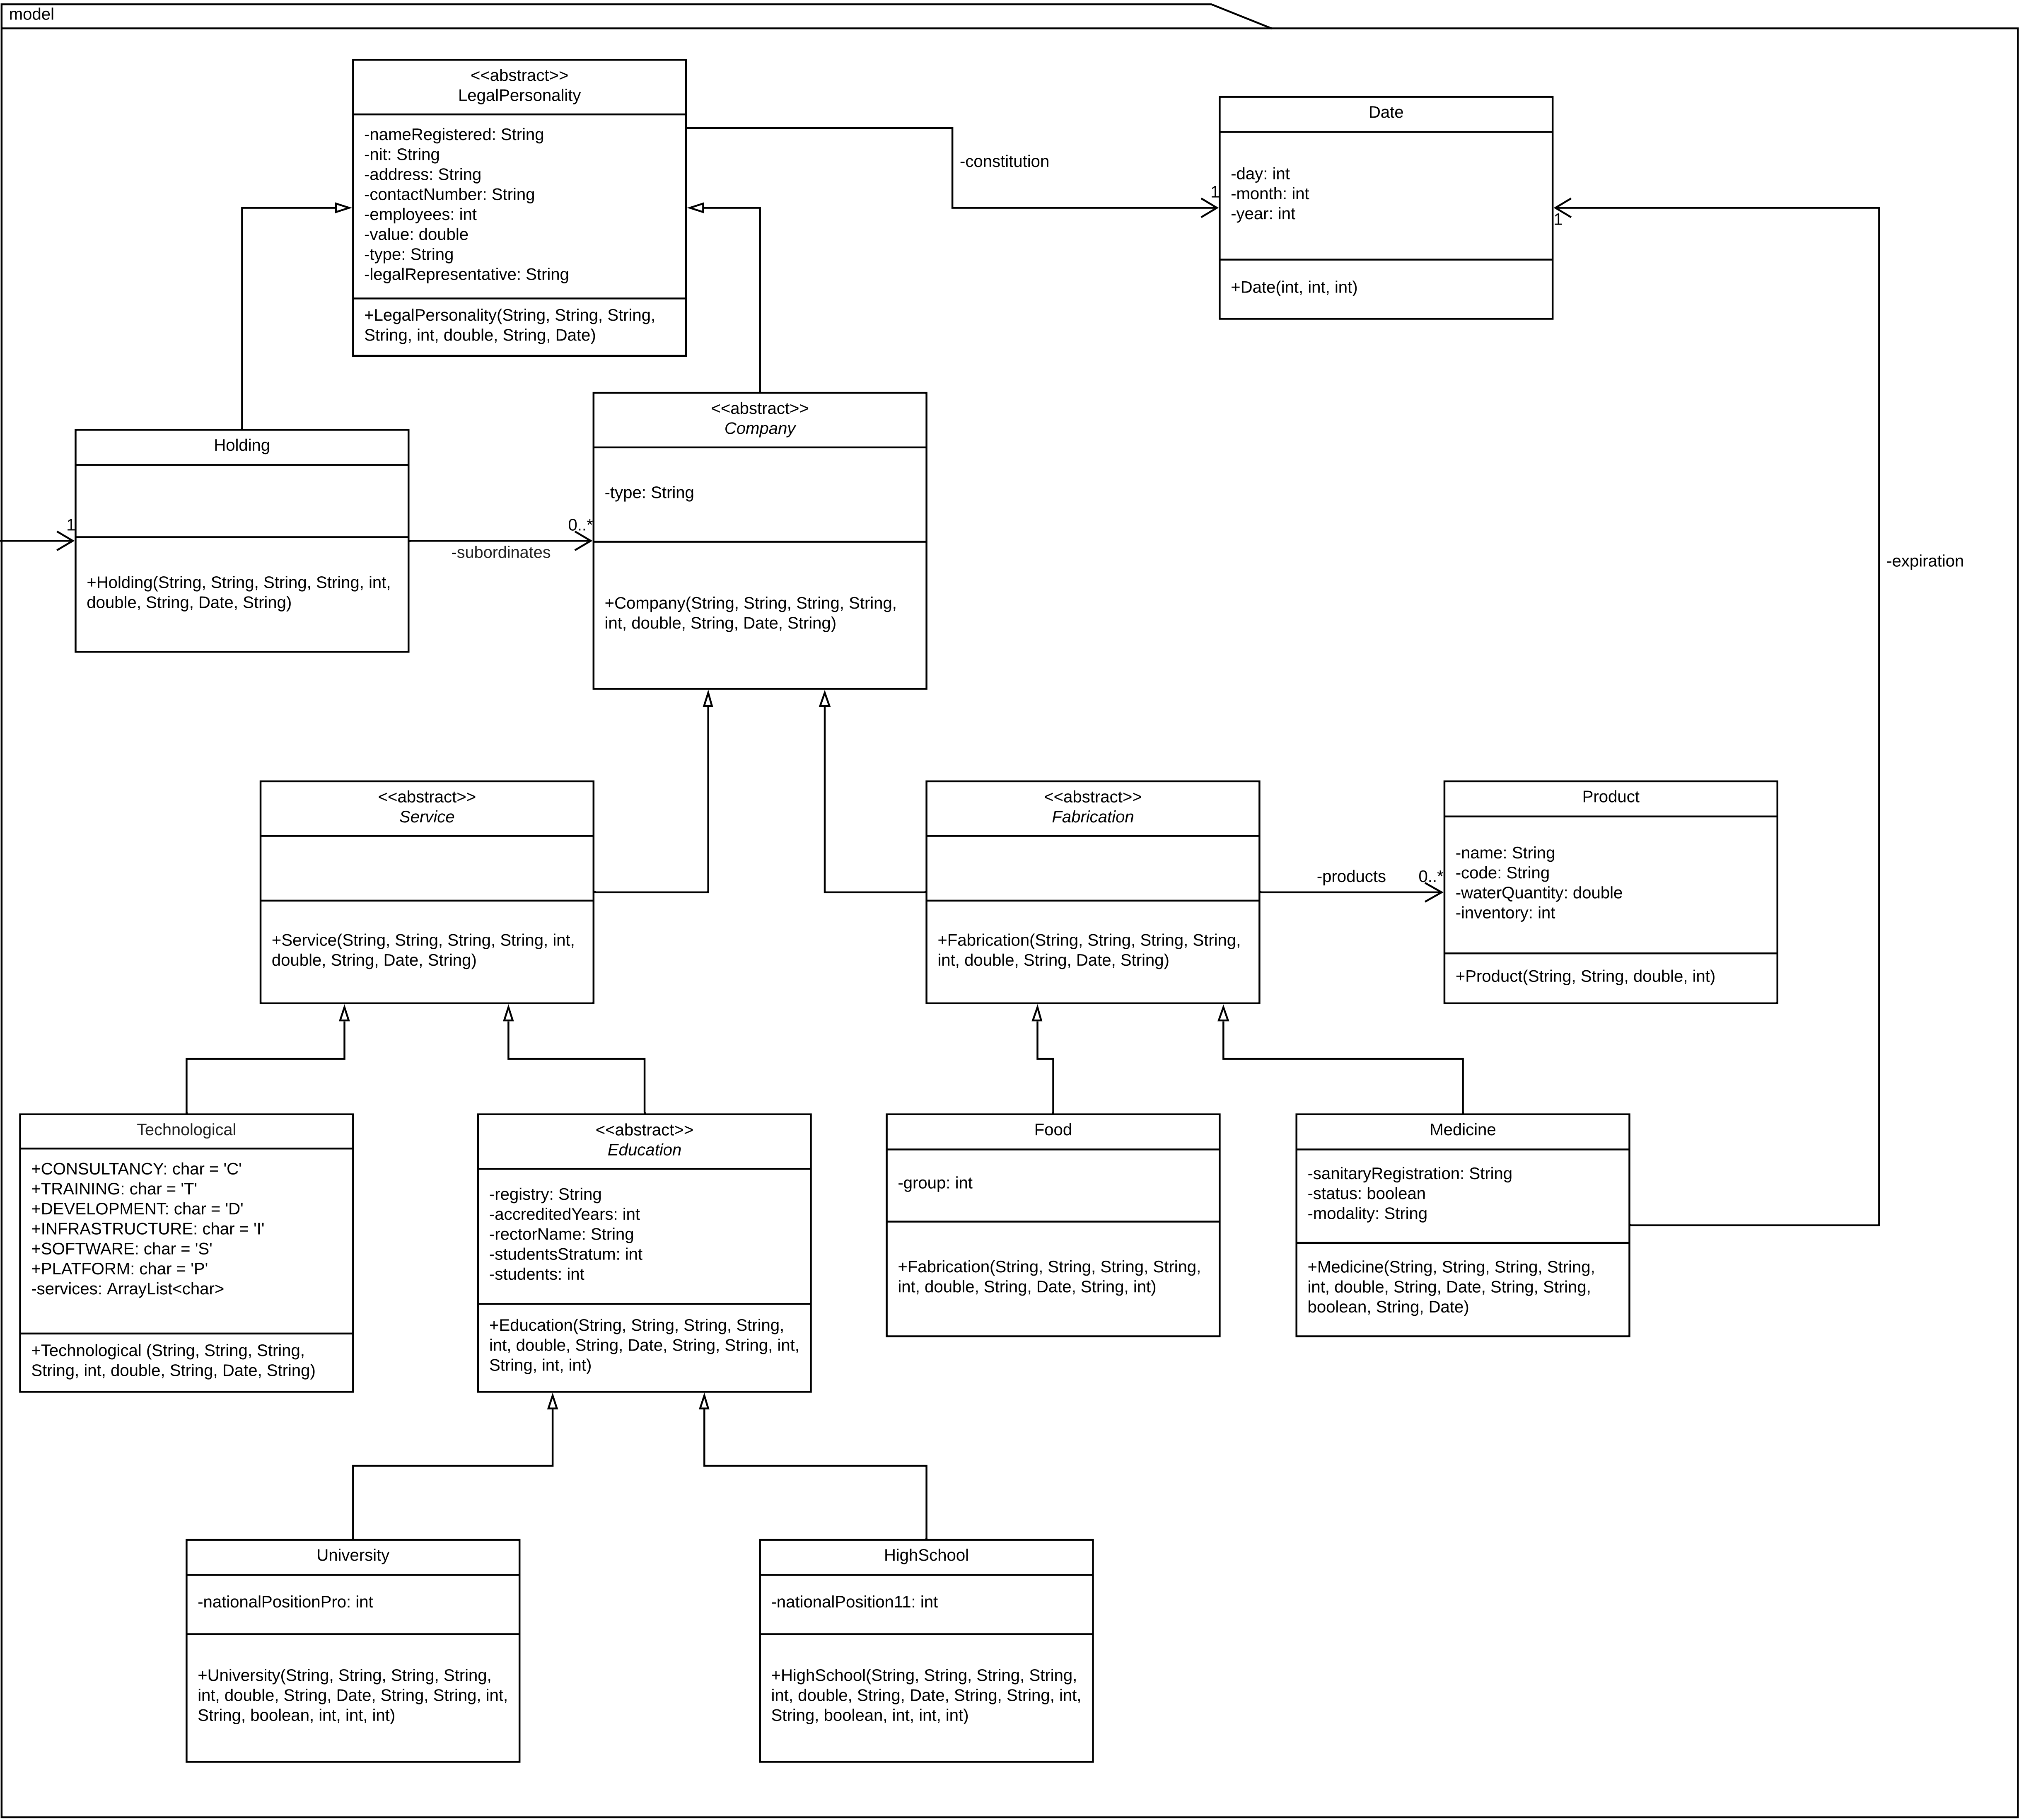 model
<<abstract>>
LegalPersonality
-nameRegistered: String
-nit: String
-address: String
-contactNumber: String
-employees: int
-value: double
-type: String
-legalRepresentative: String
+LegalPersonality(String, String, String,
String, int, double, String, Date)
-constitution
1
Date
-day: int
-month: int
-year: int
+Date(int, int, int)
1
-expiration
Holding
1
+Holding(String, String, String, String, int,
double, String, Date, String)
-subordinates
0..*
<<abstract>>
Company
-type: String
+Company(String, String, String, String,
int, double, String, Date, String)
<<abstract>>
Service
+Service(String, String, String, String, int,
double, String, Date, String)
<<abstract>>
Fabrication
+Fabrication(String, String, String, String,
int, double, String, Date, String)
-products
0..*
Product
-name: String
-code: String
-waterQuantity: double
-inventory: int
+Product(String, String, double, int)
Technological
+CONSULTANCY: char = 'C'
+TRAINING: char = 'T'
+DEVELOPMENT: char = 'D'
+INFRASTRUCTURE: char = 'I'
+SOFTWARE: char = 'S'
+PLATFORM: char = 'P'
-services: ArrayList<char>
+Technological (String, String, String,
String, int, double, String, Date, String)
<<abstract>>
Education
-registry: String
-accreditedYears: int
-rectorName: String
-studentsStratum: int
-students: int
+Education(String, String, String, String,
int, double, String, Date, String, String, int,
String, int, int)
Food
-group: int
+Fabrication(String, String, String, String,
int, double, String, Date, String, int)
Medicine
-sanitaryRegistration: String
-status: boolean
-modality: String
+Medicine(String, String, String, String,
int, double, String, Date, String, String,
boolean, String, Date)
University
-nationalPositionPro: int
+University(String, String, String, String,
int, double, String, Date, String, String, int,
String, boolean, int, int, int)
HighSchool
-nationalPosition11: int
+HighSchool(String, String, String, String,
int, double, String, Date, String, String, int,
String, boolean, int, int, int)